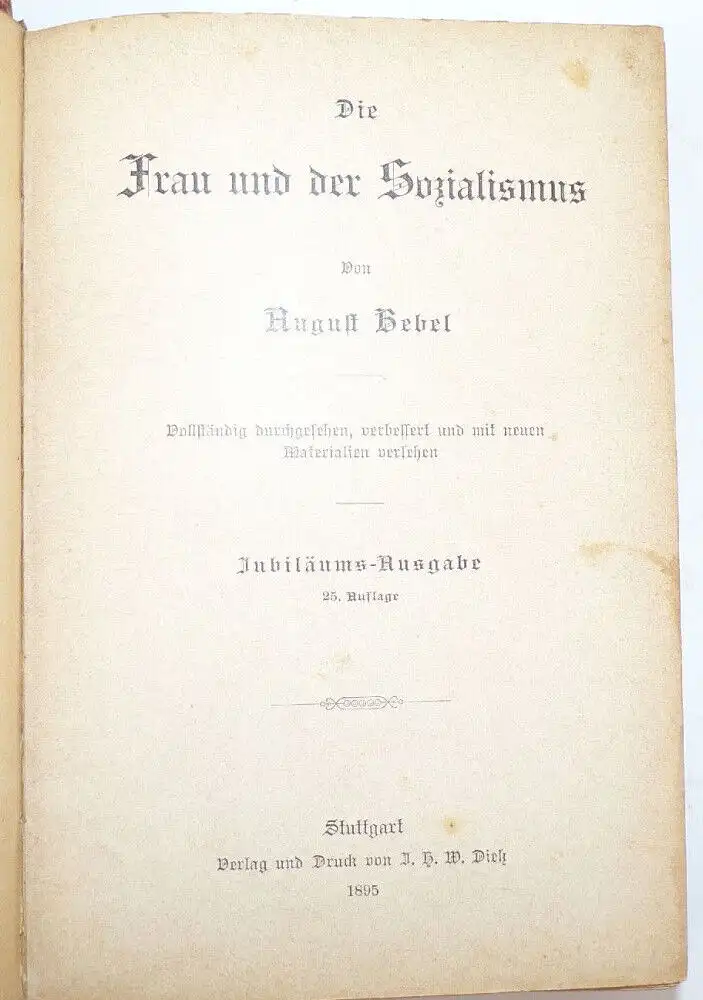 Die
Frau und der Sozialismus
Von
August Bebel
Vollständig durchgesehen, verbessert und mit neuen
Materialien versehen
Jubiläums-Ausgabe
25. Auflage
Stuttgart
Verlag und Druck von J. H. W. Dietz
1895